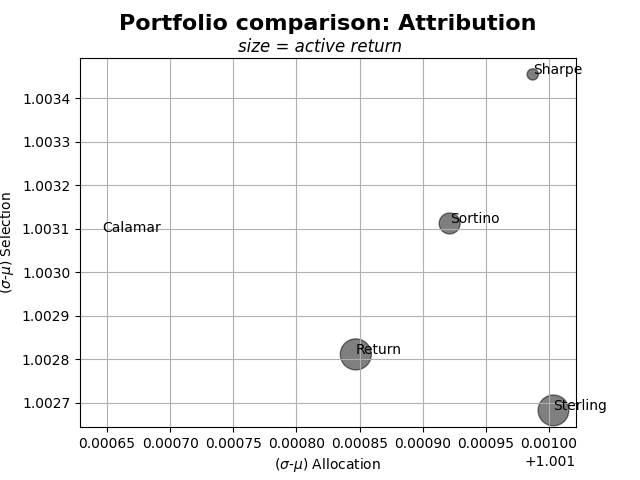 Portfolio comparison: Attribution
size = active return
Sharpe
1.0034
1.0033
1.0032
Sortino
1.0031
Calamar
1.0030
1.0029
Return
1.0028
1.0027
Sterling
(σ-μ) Selection
0.00065 0.00070 0.00075 0.00080 0.00085 0.00090 0.00095 0.00100
(σ-μ) Allocation
+1.001